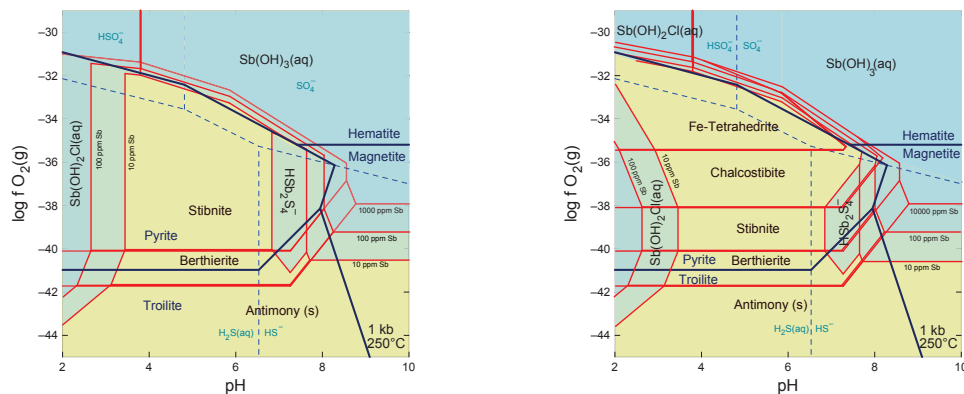 −30
−32
−34
−36
−38
−40
−42
−44
log f O2(g)
HSO4−
Sb(OH)3(aq)
SO4−
Hematite
Magnetite
Sb(OH)2Cl(aq)
100 ppm Sb
10 ppm Sb
Stibnite
HSb2S4−
Pyrite
Berthierite
1000 ppm Sb
100 ppm Sb
10 ppm Sb
Troilite
Antimony (s)
H2S(aq) HS−
1 kb
250°C
2 4 6 8 10
pH
−30
−32
−34
−36
−38
−40
−42
−44
log f O2(g)
Sb(OH)2Cl(aq)
HSO4− SO4−
Sb(OH)3(aq)
Fe-Tetrahedrite
Hematite
Magnetite
100 ppm Sb
10 ppm Sb
Chalcostibite
Sb(OH)2Cl(aq)
HSb2S4−
Stibnite
10000 ppm Sb
100 ppm Sb
10 ppm Sb
Pyrite Berthierite
Troilite
Antimony (s)
H2S(aq) HS−
1 kb
250°C
2 4 6 8 10
pH